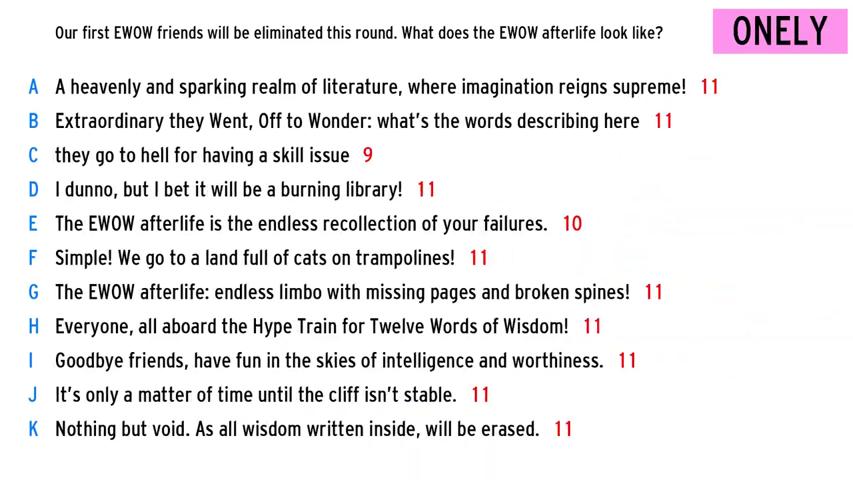 Our first EWOW friends will be eliminated this round. What does the EWOW afterlife look like?
ONELY
A A heavenly and sparking realm of literature, where imagination reigns supreme! 11
B Extraordinary they Went, Off to Wonder: what's the words describing here 11
C they go to hell for having a skill issue 9
D I dunno, but I bet it will be a burning library! 11
E The EWOW afterlife is the endless recollection of your failures. 10
F Simple! We go to a land full of cats on trampolines! 11
G The EWOW afterlife: endless limbo with missing pages and broken spines! 11
H Everyone, all aboard the Hype Train for Twelve Words of Wisdom! 11
I Goodbye friends, have fun in the skies of intelligence and worthiness. 11
J It's only a matter of time until the cliff isn't stable. 11
K Nothing but void. As all wisdom written inside, will be erased. 11